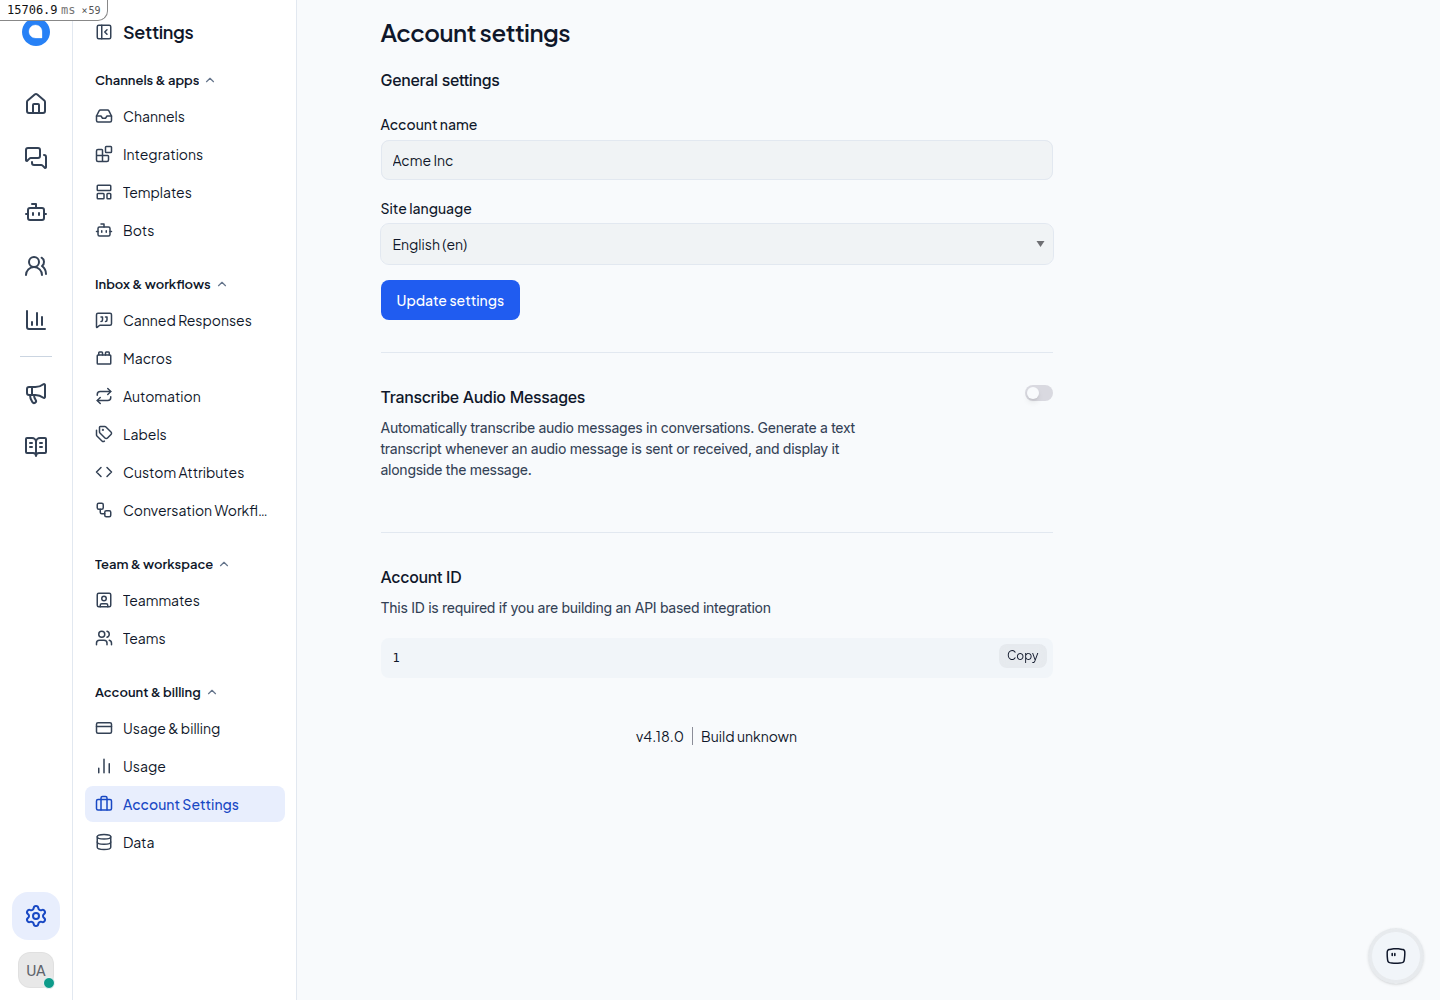 15706.9 ms ×59
Settings
Channels & apps
Channels
Integrations
Templates
Bots
Inbox & workflows
Canned Responses
Macros
Automation
Labels
Custom Attributes
Conversation Workfl...
Team & workspace
Teammates
Teams
Account & billing
Usage & billing
Usage
Account Settings
Data
UA
Account settings
General settings
Account name
Acme Inc
Site language
English (en)
Update settings
Transcribe Audio Messages
Automatically transcribe audio messages in conversations. Generate a text
transcript whenever an audio message is sent or received, and display it
alongside the message.
Account ID
This ID is required if you are building an API based integration
1
Copy
v4.18.0
Build unknown